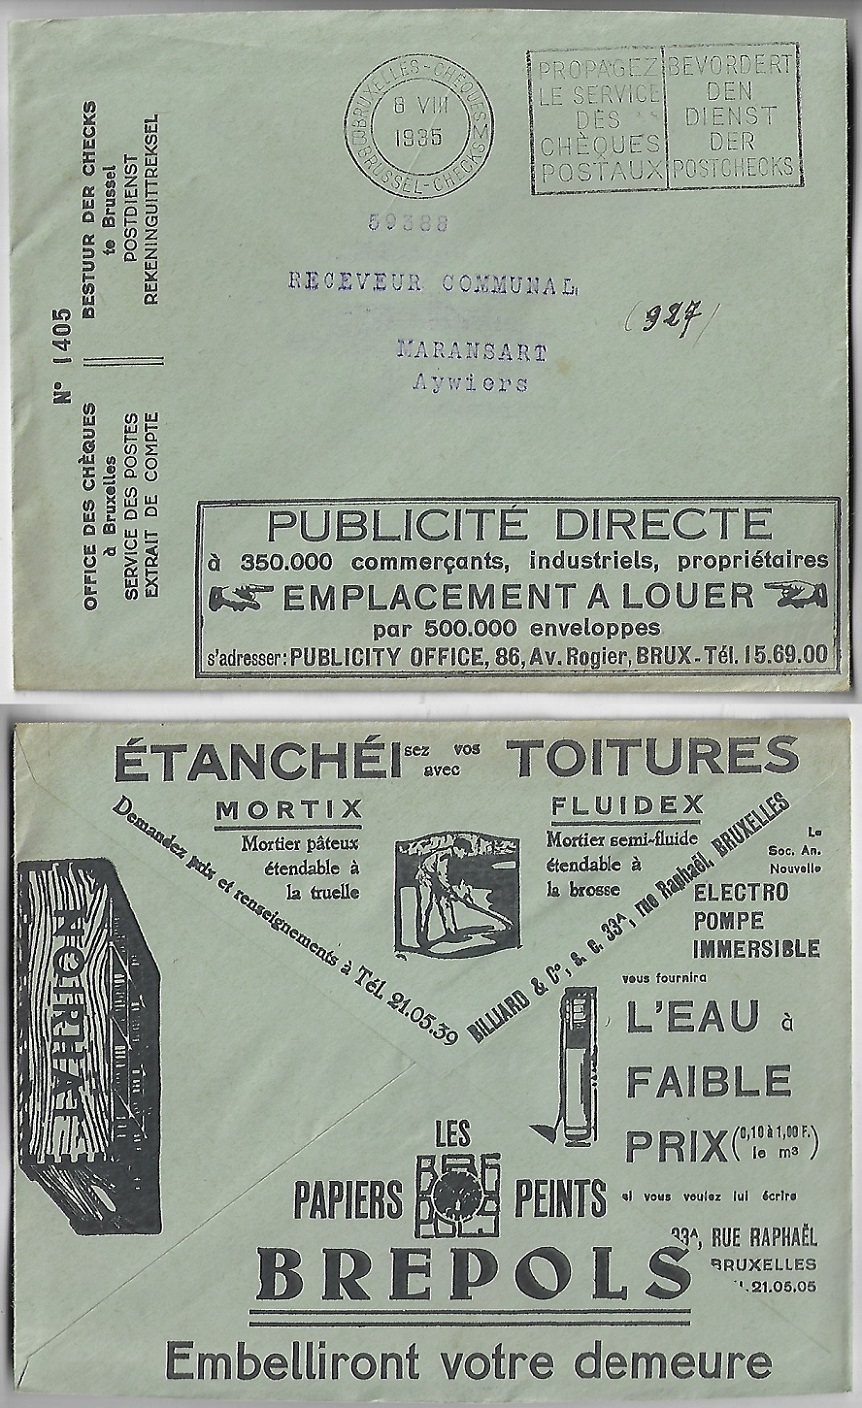 BRUXELLES-CHEQUES
8 VIII
1935
BRUSSEL-CHECKS
PROPAGEZ
LE SERVICE
DES
CHÈQUES
POSTAUX
BEVORDERT
DEN
DIENST
DER
POSTCHECKS
N° 1405
OFFICE DES CHÈQUES
à Bruxelles
SERVICE DES POSTES
EXTRAIT DE COMPTE
BESTUUR DER CHECKS
te Brussel
POSTDIENST
REKENINGUITTREKSEL
59388
RECEVEUR COMMUNAL
(927)
MARANSART
Aywiers
PUBLICITÉ DIRECTE
à 350.000 commerçants, industriels, propriétaires
EMPLACEMENT A LOUER
par 500.000 enveloppes
s'adresser: PUBLICITY OFFICE, 86, Av. Rogier, BRUX - Tél. 15.69.00
ÉTANCHÉIsez vos TOITURES
avec
MORTIX
Mortier pâteux
étendable à
la truelle
FLUIDEX
Mortier semi-fluide
étendable à
la brosse
Demandez prix et renseignements à Tél. 21.05.39
BILLIARD & C°, s. c. 33A, rue Raphaël, BRUXELLES
NOIRHAT
La
Soc. An.
Nouvelle
ELECTRO
POMPE
IMMERSIBLE
vous fournira
L'EAU à
FAIBLE
PRIX (0,10 à 1,00 F. le m³)
si vous voulez lui écrire
33A, RUE RAPHAËL
BRUXELLES
.21.05.05
LES
PAPIERS PEINTS
BREPOLS
Embelliront votre demeure